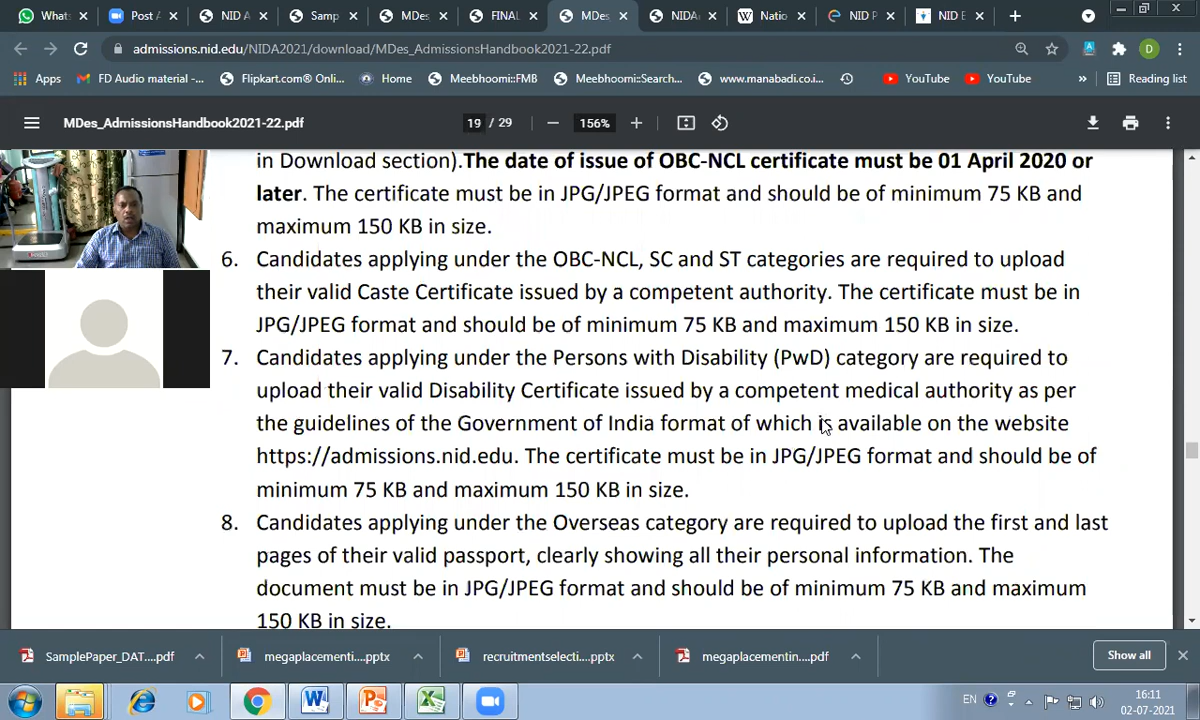 Whats
Post A
NID A
Samp
MDes
FINAL
MDes
NIDA
Natio
NID P
NID E
admissions.nid.edu/NIDA2021/download/MDes_AdmissionsHandbook2021-22.pdf
D
Apps
FD Audio material -...
Flipkart.com® Onli...
Home
Meebhoomi::FMB
Meebhoomi::Search...
www.manabadi.co.i...
YouTube
YouTube
»
Reading list
MDes_AdmissionsHandbook2021-22.pdf
19 / 29
156%
in Download section).The date of issue of OBC-NCL certificate must be 01 April 2020 or
later. The certificate must be in JPG/JPEG format and should be of minimum 75 KB and
maximum 150 KB in size.
6. Candidates applying under the OBC-NCL, SC and ST categories are required to upload
their valid Caste Certificate issued by a competent authority. The certificate must be in
JPG/JPEG format and should be of minimum 75 KB and maximum 150 KB in size.
7. Candidates applying under the Persons with Disability (PwD) category are required to
upload their valid Disability Certificate issued by a competent medical authority as per
the guidelines of the Government of India format of which is available on the website
https://admissions.nid.edu. The certificate must be in JPG/JPEG format and should be of
minimum 75 KB and maximum 150 KB in size.
8. Candidates applying under the Overseas category are required to upload the first and last
pages of their valid passport, clearly showing all their personal information. The
document must be in JPG/JPEG format and should be of minimum 75 KB and maximum
150 KB in size.
SamplePaper_DAT....pdf
megaplacementi....pptx
recruitmentselecti....pptx
megaplacementin....pdf
Show all
EN
16:11
02-07-2021